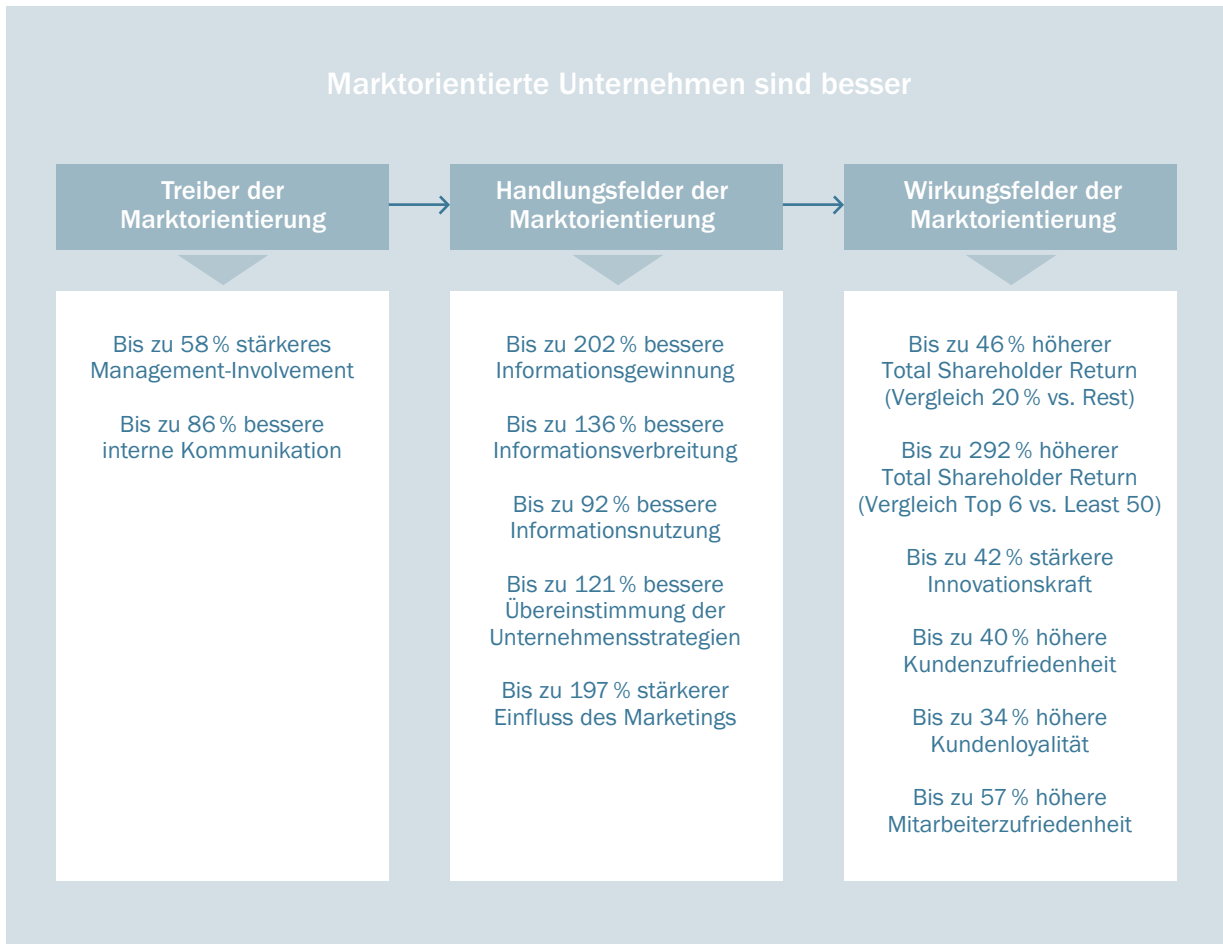 Marktorientierte Unternehmen sind besser
Treiber der
Marktorientierung
Handlungsfelder der
Marktorientierung
Wirkungsfelder der
Marktorientierung
Bis zu 58 % stärkeres
Management-Involvement
Bis zu 86 % bessere
interne Kommunikation
Bis zu 202 % bessere
Informationsgewinnung
Bis zu 136 % bessere
Informationsverbreitung
Bis zu 92 % bessere
Informationsnutzung
Bis zu 121 % bessere
Übereinstimmung der
Unternehmensstrategien
Bis zu 197 % stärkerer
Einfluss des Marketings
Bis zu 46 % höherer
Total Shareholder Return
(Vergleich 20 % vs. Rest)
Bis zu 292 % höherer
Total Shareholder Return
(Vergleich Top 6 vs. Least 50)
Bis zu 42 % stärkere
Innovationskraft
Bis zu 40 % höhere
Kundenzufriedenheit
Bis zu 34 % höhere
Kundenloyalität
Bis zu 57 % höhere
Mitarbeiterzufriedenheit